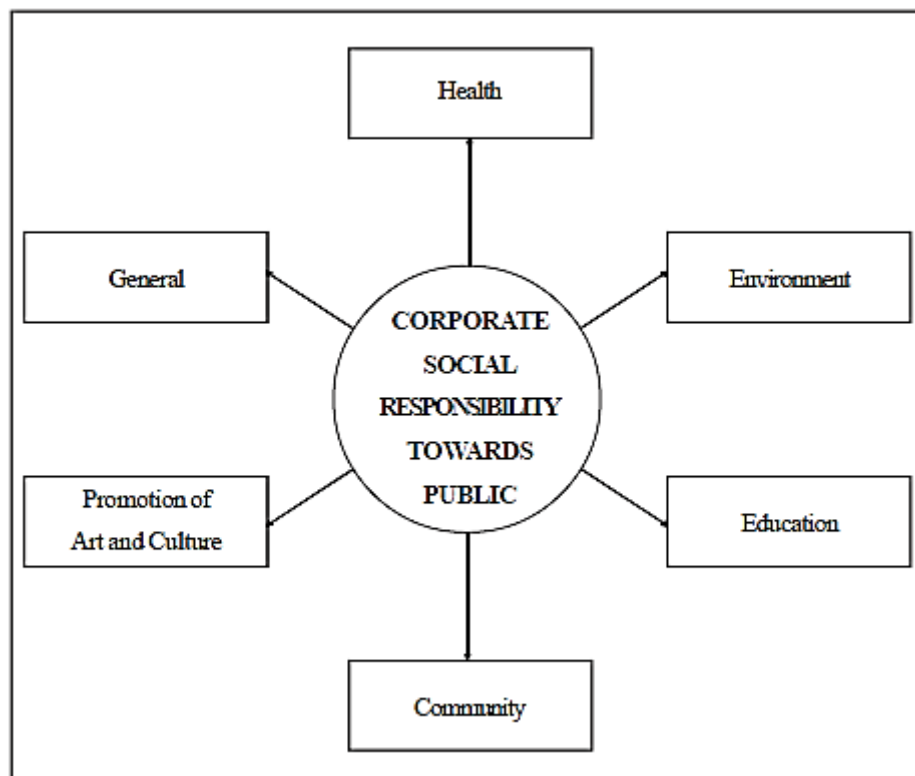 Health
General
Environment
CORPORATE
SOCIAL
RESPONSIBILITY
TOWARDS
PUBLIC
Promotion of
Art and Culture
Education
Community